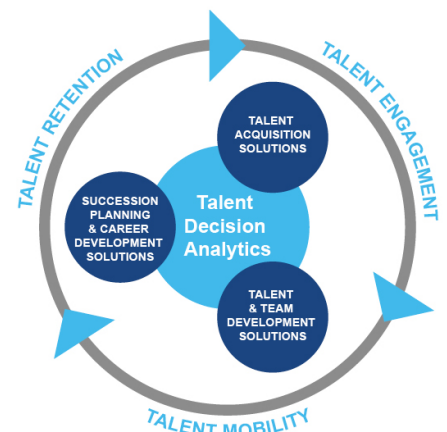 TALENT RETENTION
TALENT ENGAGEMENT
TALENT
ACQUISITION
SOLUTIONS
SUCCESSION
PLANNING
& CAREER
DEVELOPMENT
SOLUTIONS
Talent
Decision
Analytics
TALENT
& TEAM
DEVELOPMENT
SOLUTIONS
TALENT MOBILITY